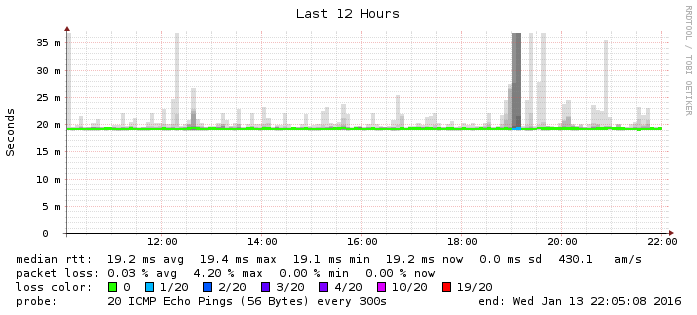 Last 12 Hours
RRDTOOL / TOBI OETIKER
Seconds
35 m
30 m
25 m
20 m
15 m
10 m
5 m
0
12:00 14:00 16:00 18:00 20:00 22:00
median rtt: 19.2 ms avg 19.4 ms max 19.1 ms min 19.2 ms now 0.0 ms sd 430.1 am/s
packet loss: 0.03 % avg 4.20 % max 0.00 % min 0.00 % now
loss color: 0 1/20 2/20 3/20 4/20 10/20 19/20
probe: 20 ICMP Echo Pings (56 Bytes) every 300s end: Wed Jan 13 22:05:08 2016